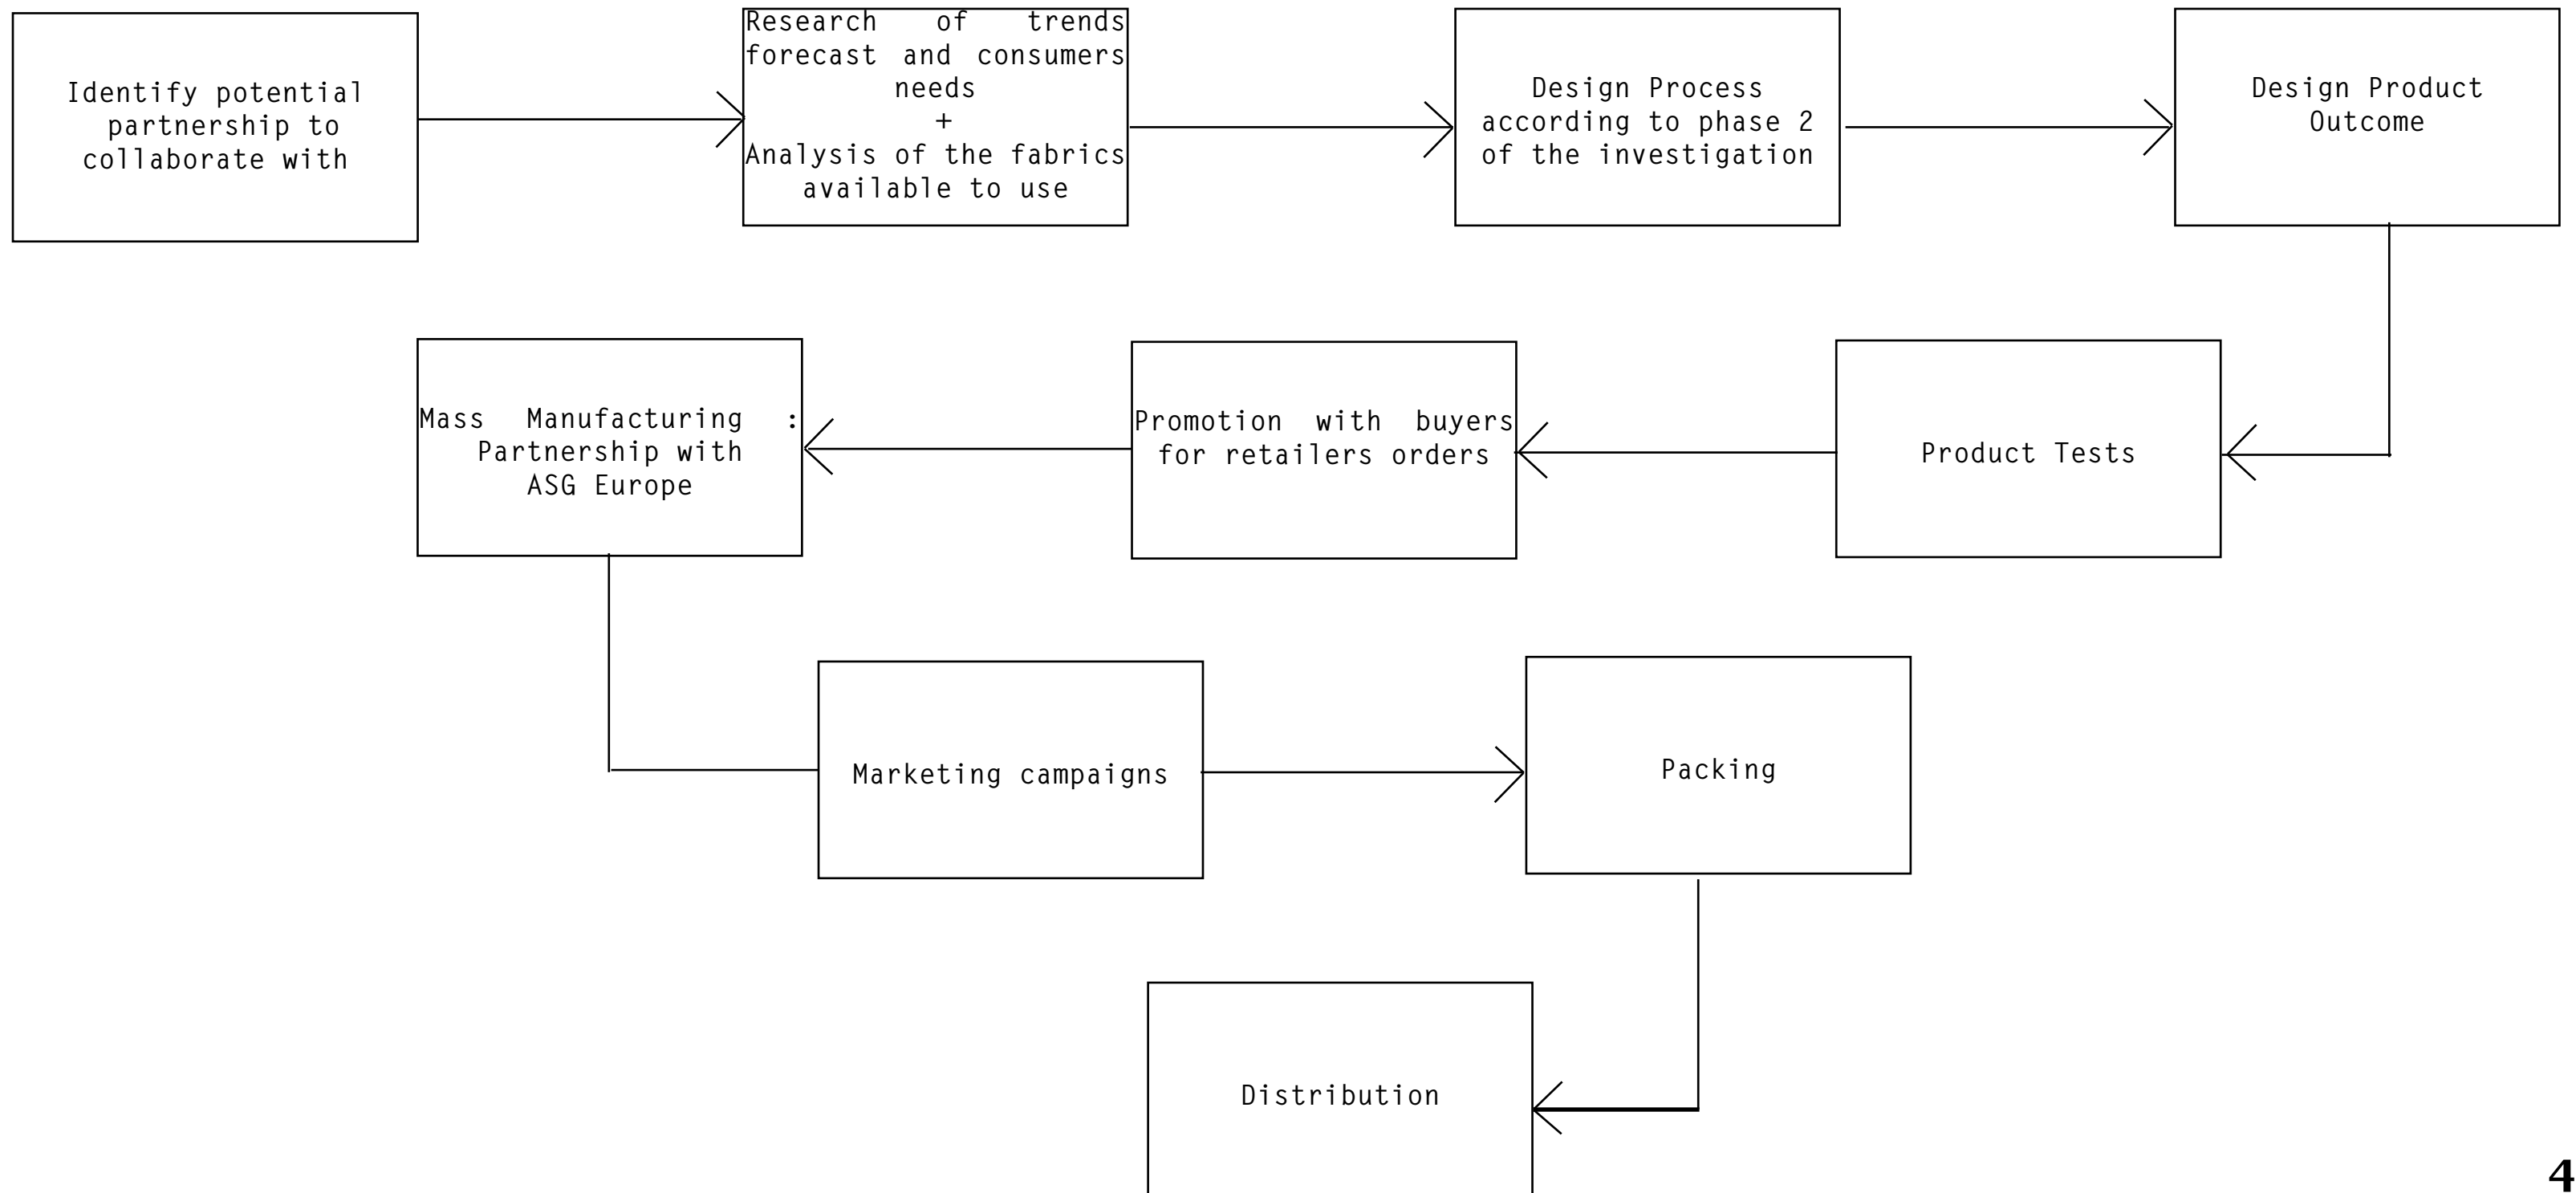 Identify potential
partnership to
collaborate with
Research of trends
forecast and consumers
needs
+
Analysis of the fabrics
available to use
Design Process
according to phase 2
of the investigation
Design Product
Outcome
Mass Manufacturing :
Partnership with
ASG Europe
Promotion with buyers
for retailers orders
Product Tests
Marketing campaigns
Packing
Distribution
4